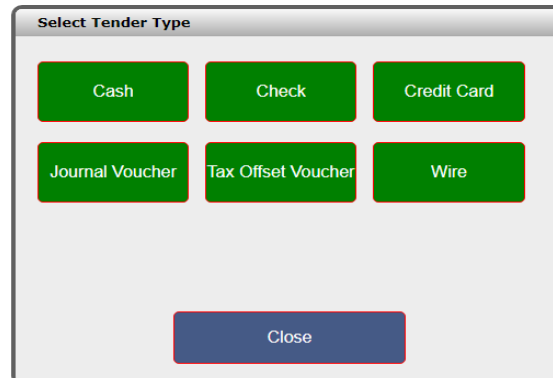 Select Tender Type
Cash Check Credit Card
Journal Voucher Tax Offset Voucher Wire
Close